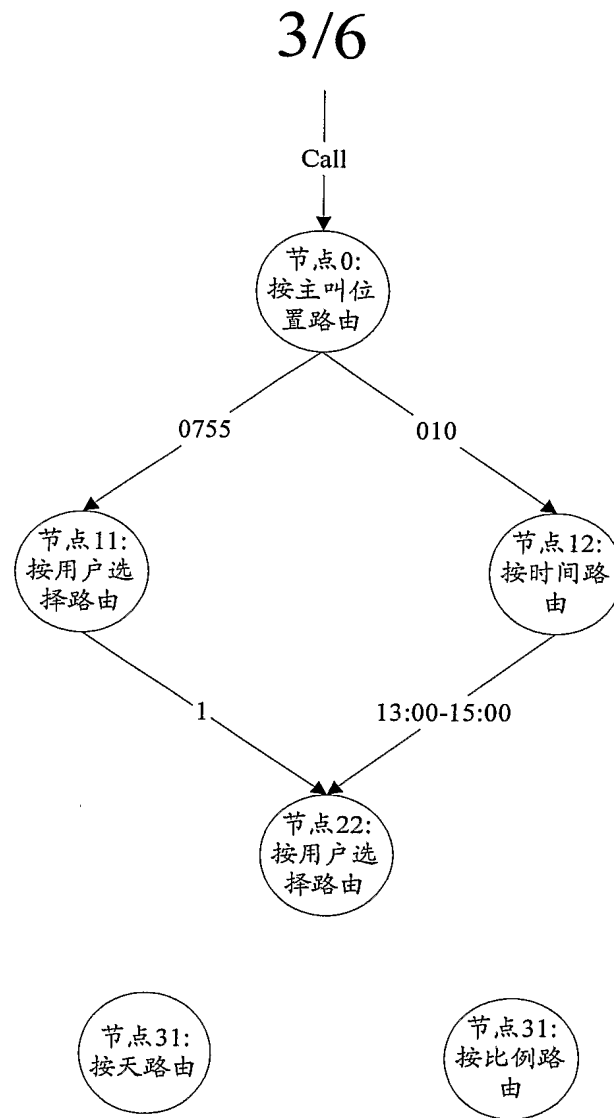 3/6
Call
节点0:
按主叫位
置路由
0755
010
节点11:
按用户选
择路由
节点12:
按时间路
由
1
13:00-15:00
节点22:
按用户选
择路由
节点31:
按天路由
节点31:
按比例路
由